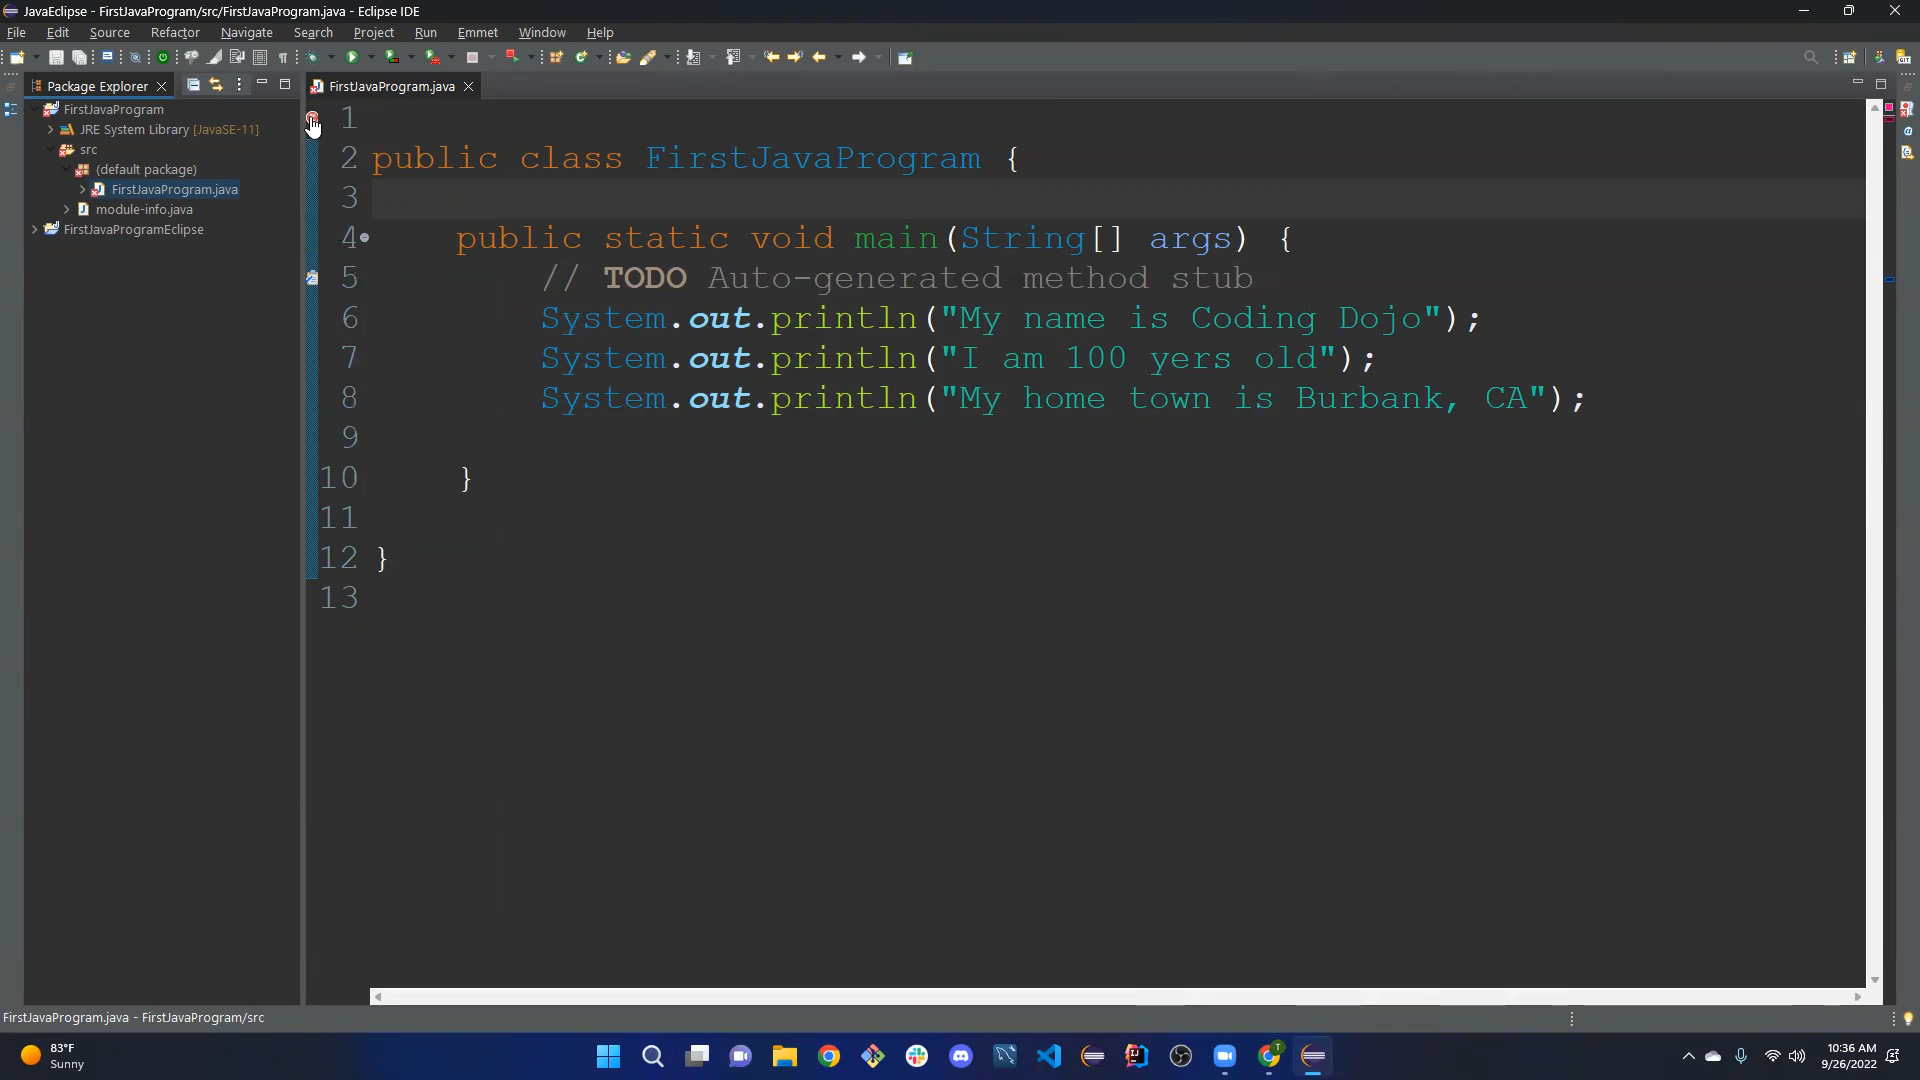 JavaEclipse - FirstJavaProgram/src/FirstJavaProgram.java - Eclipse IDE
File Edit Source Refactor Navigate Search Project Run Emmet Window Help
Package Explorer
FirstJavaProgram.java
FirstJavaProgram
JRE System Library [JavaSE-11]
src
(default package)
FirstJavaProgram.java
module-info.java
FirstJavaProgramEclipse
1
2 public class FirstJavaProgram {
3
4 public static void main(String[] args) {
5 // TODO Auto-generated method stub
6 System.out.println("My name is Coding Dojo");
7 System.out.println("I am 100 yers old");
8 System.out.println("My home town is Burbank, CA");
9
10 }
11
12 }
13
FirstJavaProgram.java - FirstJavaProgram/src
83°F
Sunny
10:36 AM
9/26/2022